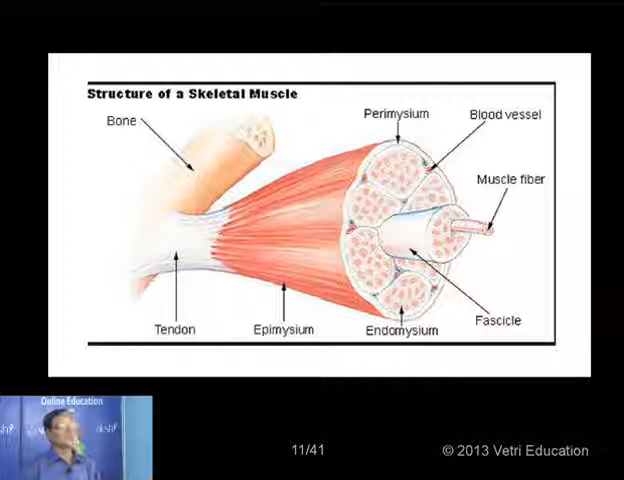 Structure of a Skeletal Muscle
Bone
Perimysium
Blood vessel
Muscle fiber
Tendon
Epimysium
Endomysium
Fascicle
Online Education
11/41
© 2013 Vetri Education